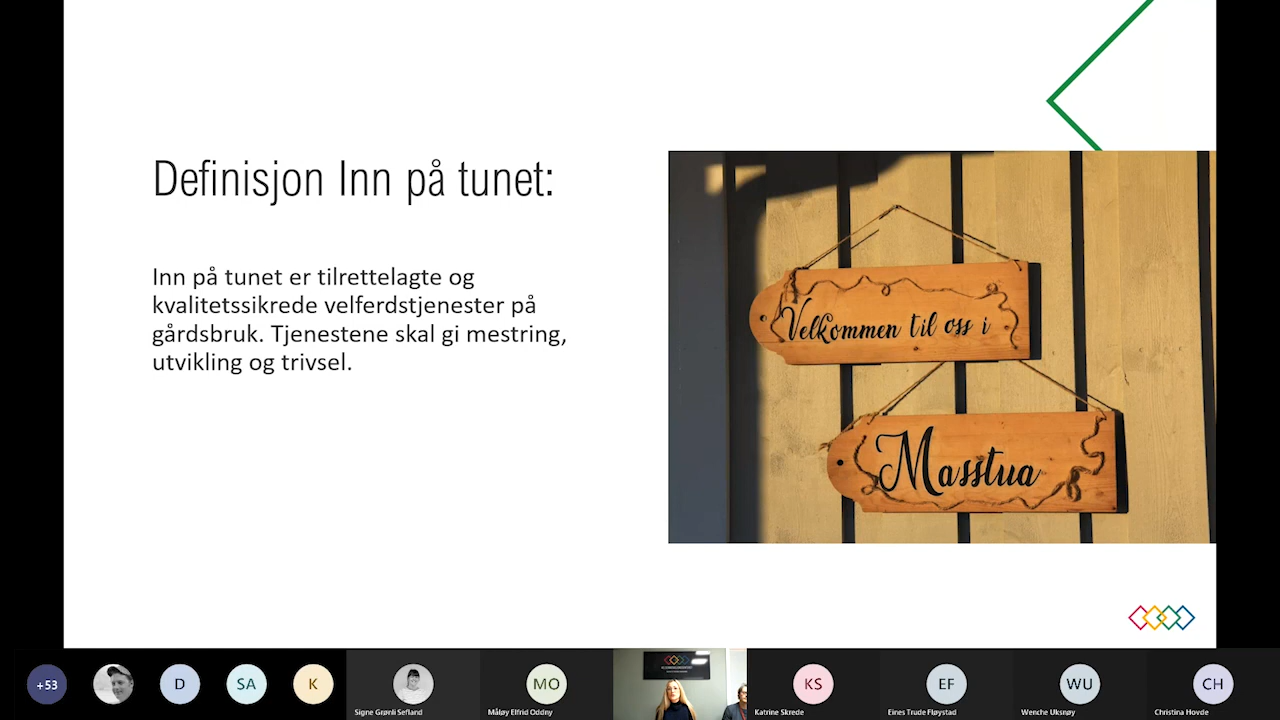 Definisjon Inn på tunet:
Inn på tunet er tilrettelagte og
kvalitetssikrede velferdstjenester på
gårdsbruk. Tjenestene skal gi mestring,
utvikling og trivsel.
Velkommen til oss i
Masstua
+53
D
SA
K
MO
KS
EF
WU
CH
Signe Grønli Sefland
Måløy Elfrid Oddny
Katrine Skrede
Eines Trude Fløystad
Wenche Uksnøy
Christina Hovde